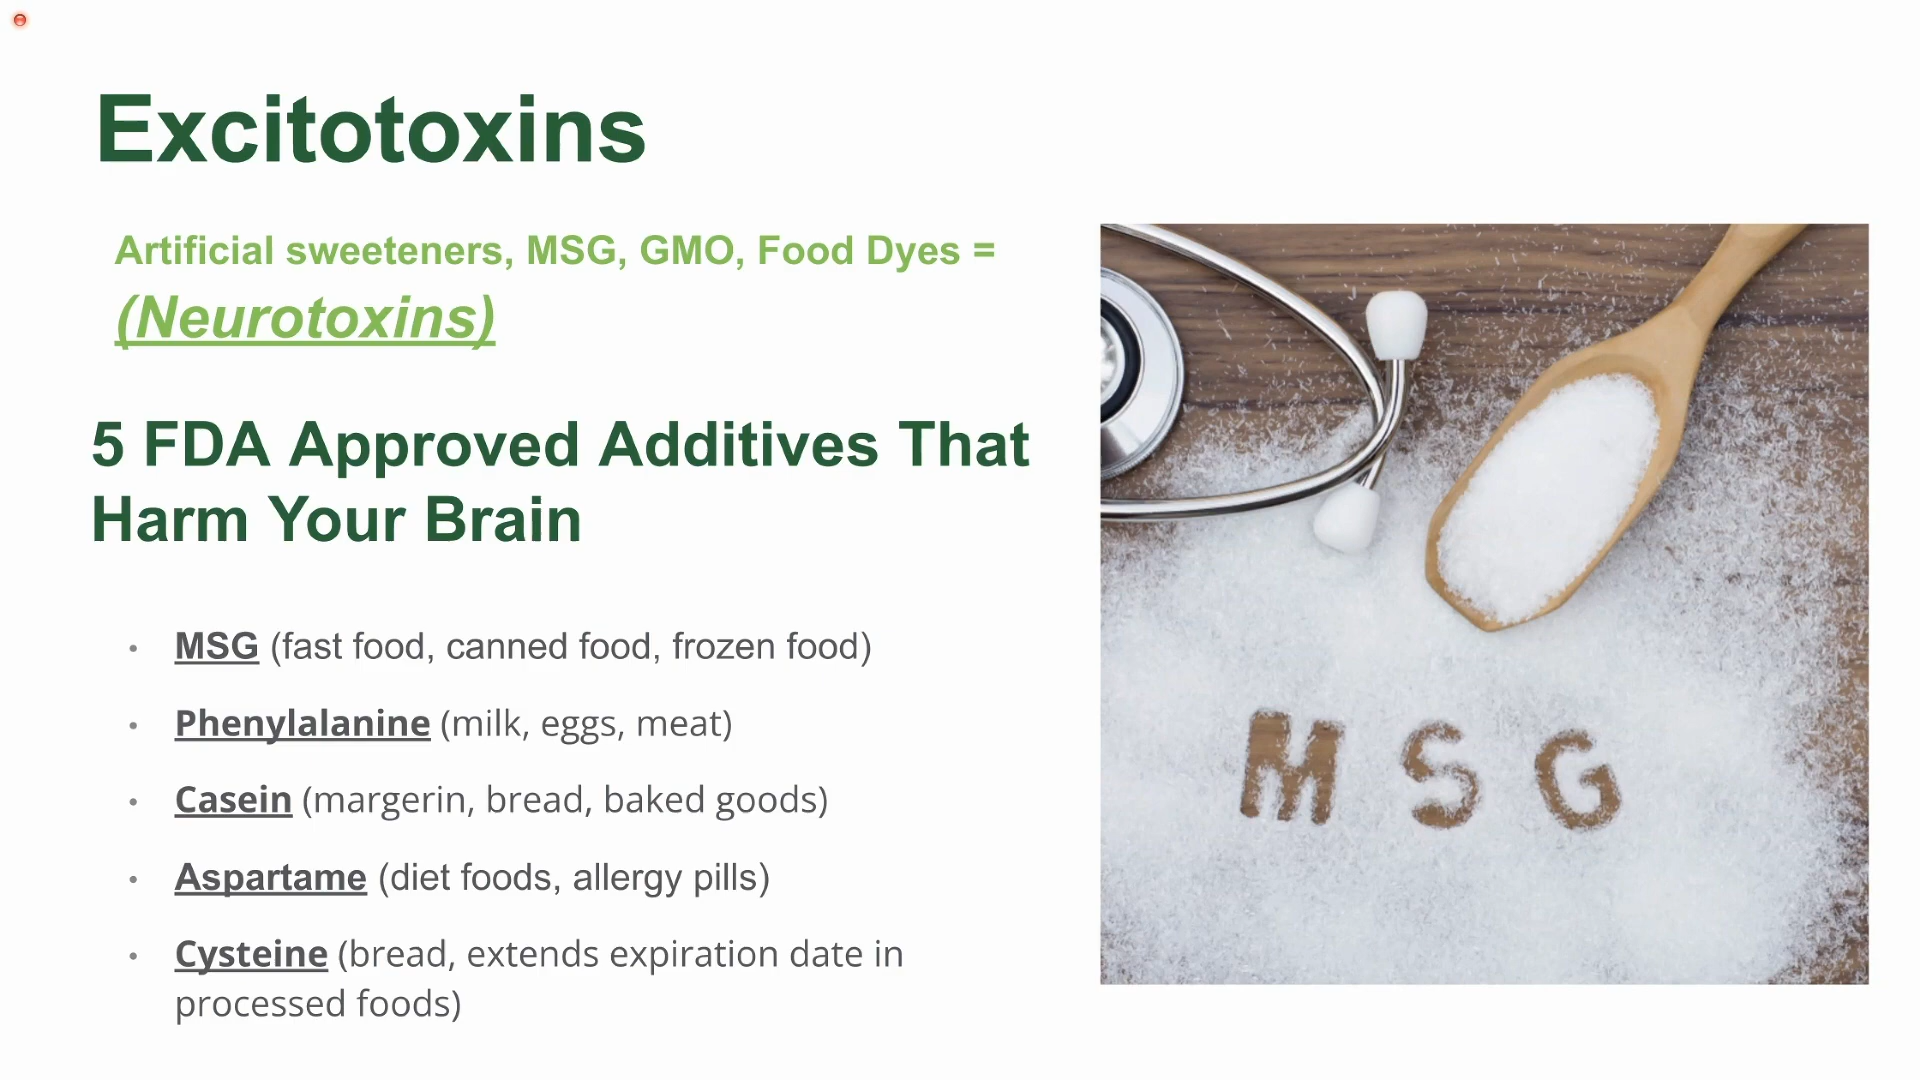 Excitotoxins
Artificial sweeteners, MSG, GMO, Food Dyes =
(Neurotoxins)
5 FDA Approved Additives That
Harm Your Brain
• MSG (fast food, canned food, frozen food)
• Phenylalanine (milk, eggs, meat)
• Casein (margerin, bread, baked goods)
• Aspartame (diet foods, allergy pills)
• Cysteine (bread, extends expiration date in
processed foods)
MSG